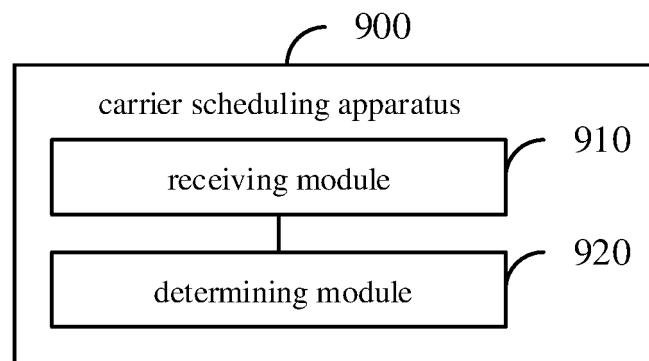 900
carrier scheduling apparatus
910
receiving module
920
determining module